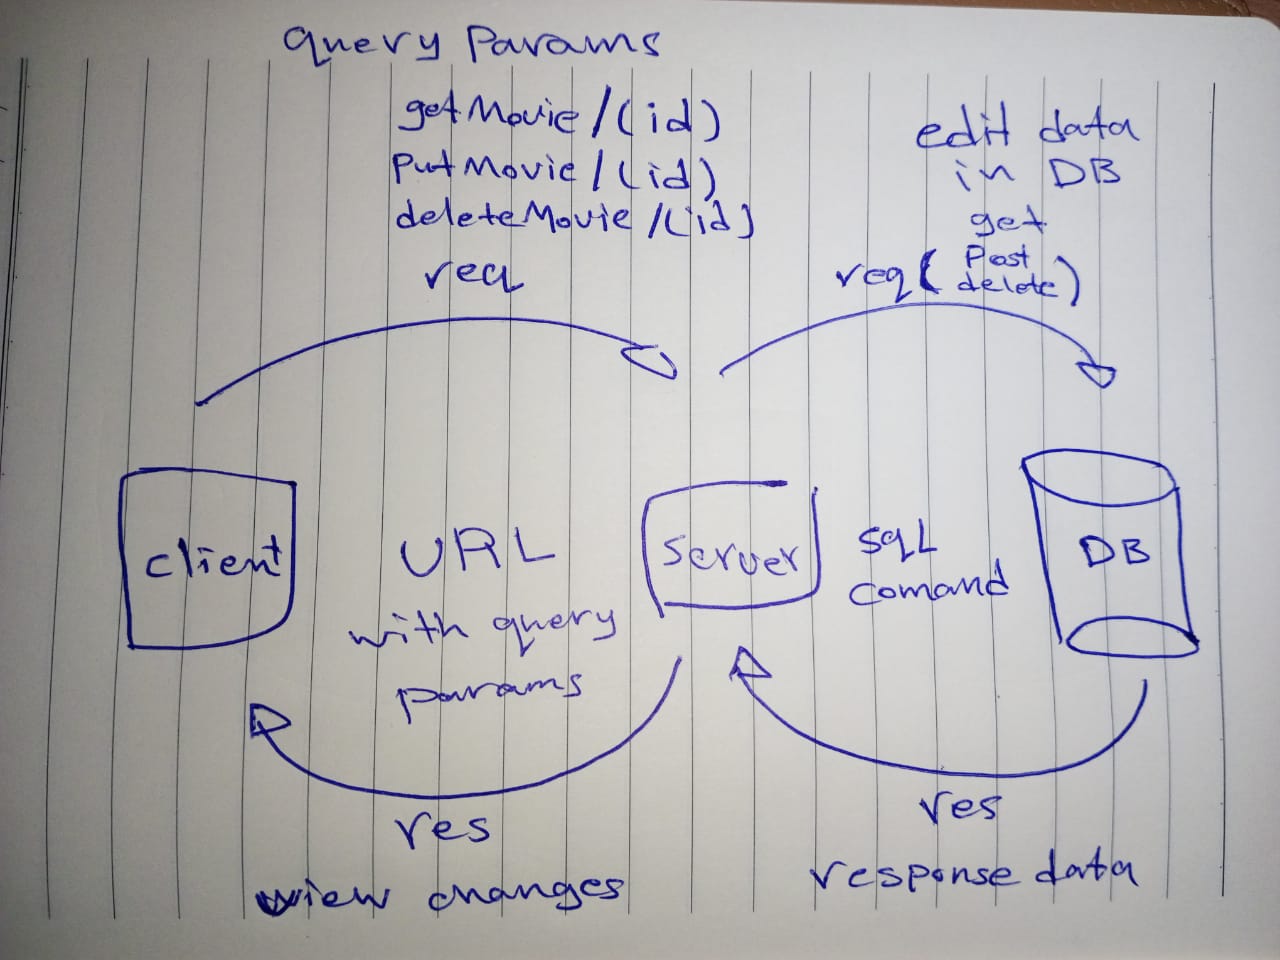 query Params
getMovie/(id)
PutMovie/(id)
deleteMovie/(id)
req
edit data
in DB
get
Post
req( delete)
client
URL
with query
params
server
SqL
comand
DB
res
view changes
res
response data